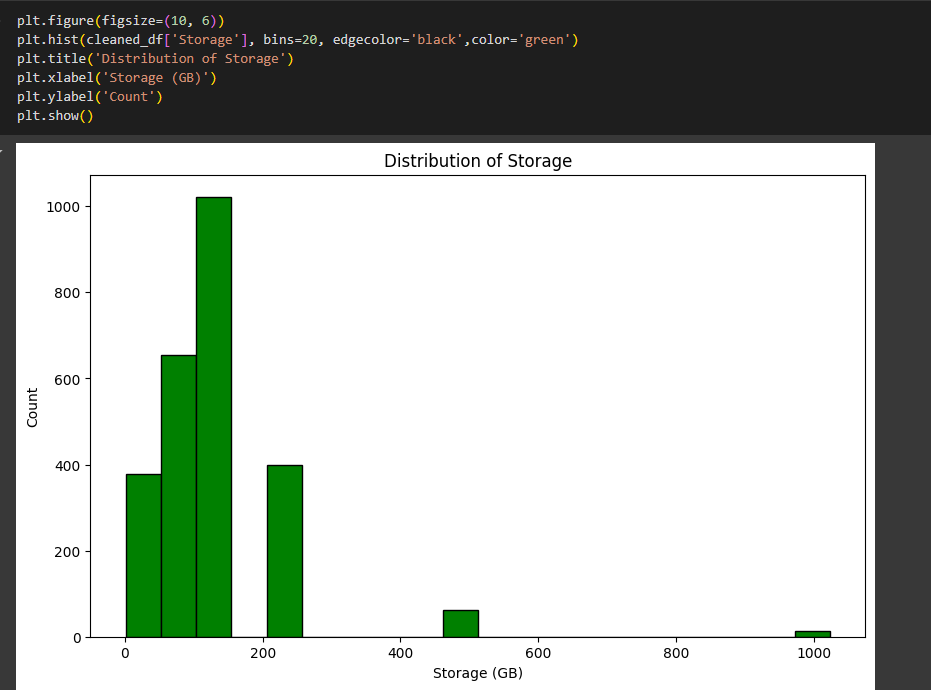 plt.figure(figsize=(10, 6))
plt.hist(cleaned_df['Storage'], bins=20, edgecolor='black',color='green')
plt.title('Distribution of Storage')
plt.xlabel('Storage (GB)')
plt.ylabel('Count')
plt.show()
Distribution of Storage
1000
800
600
400
200
0
Count
0 200 400 600 800 1000
Storage (GB)